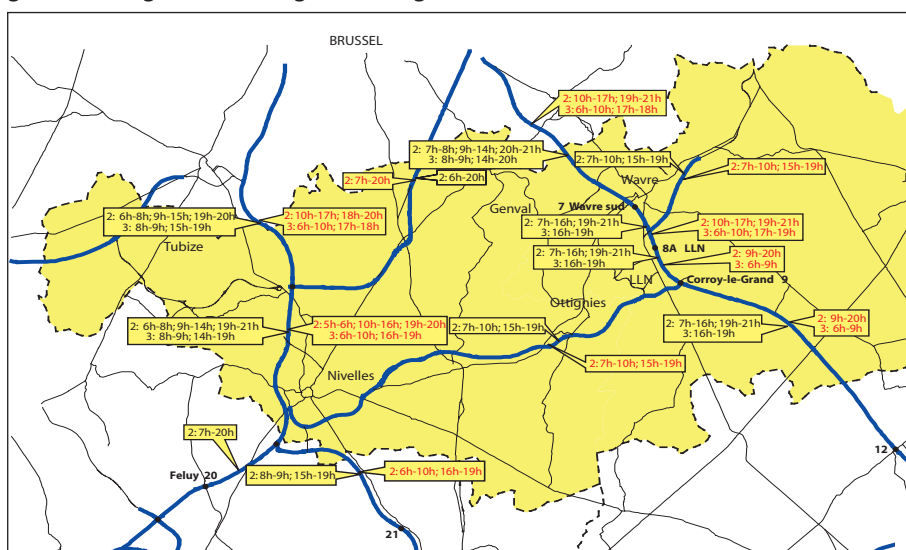 BRUSSEL
2: 10h-17h; 19h-21h
3: 6h-10h; 17h-18h
2: 7h-8h; 9h-14h; 20h-21h
3: 8h-9h; 14h-20h
2: 7h-10h; 15h-19h
2: 7h-10h; 15h-19h
2: 7h-20h
2: 6h-20h
Wavre
Genval
7 Wavre sud
2: 6h-8h; 9h-15h; 19h-20h
3: 8h-9h; 15h-19h
2: 10h-17h; 18h-20h
3: 6h-10h; 17h-18h
2: 7h-16h; 19h-21h
3: 16h-19h
2: 10h-17h; 19h-21h
3: 6h-10h; 17h-19h
Tubize
8A LLN
2: 7h-16h; 19h-21h
3: 16h-19h
2: 9h-20h
3: 6h-9h
LLN
Corroy-le-Grand 9
Ottignies
2: 6h-8h; 9h-14h; 19h-21h
3: 8h-9h; 14h-19h
2: 5h-6h; 10h-16h; 19h-20h
3: 6h-10h; 16h-19h
2: 7h-10h; 15h-19h
2: 7h-16h; 19h-21h
3: 16h-19h
2: 9h-20h
3: 6h-9h
2: 7h-10h; 15h-19h
Nivelles
2: 7h-20h
12
Feluy 20
2: 8h-9h; 15h-19h
2: 6h-10h; 16h-19h
21